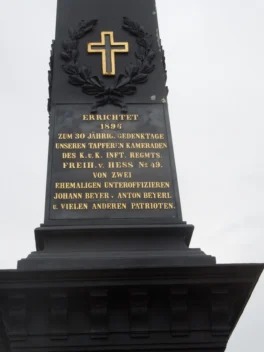 ERRICHTET
1896
ZUM 30 JÄHRIG. GEDENKTAGE
UNSEREN TAPFEREN KAMERADEN
DES K. u. K. INFT. REGMTS.
FREIH. v. HESS No 49.
VON ZWEI
EHEMALIGEN UNTEROFFIZIEREN
JOHANN BEYER u. ANTON BEYERL
u. VIELEN ANDEREN PATRIOTEN.